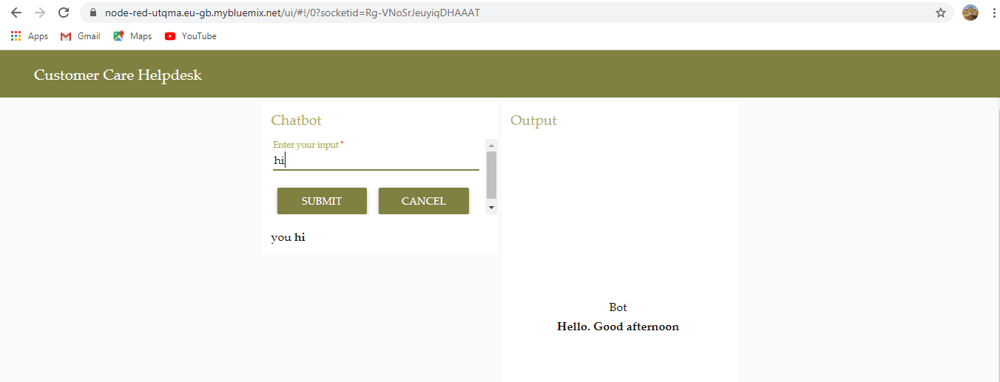 node-red-utqma.eu-gb.mybluemix.net/ui/#!/0?socketid=Rg-VNoSrJeuyiqDHAAAT
Apps Gmail Maps YouTube
Customer Care Helpdesk
Chatbot
Enter your input *
hi
SUBMIT CANCEL
you hi
Output
Bot
Hello. Good afternoon